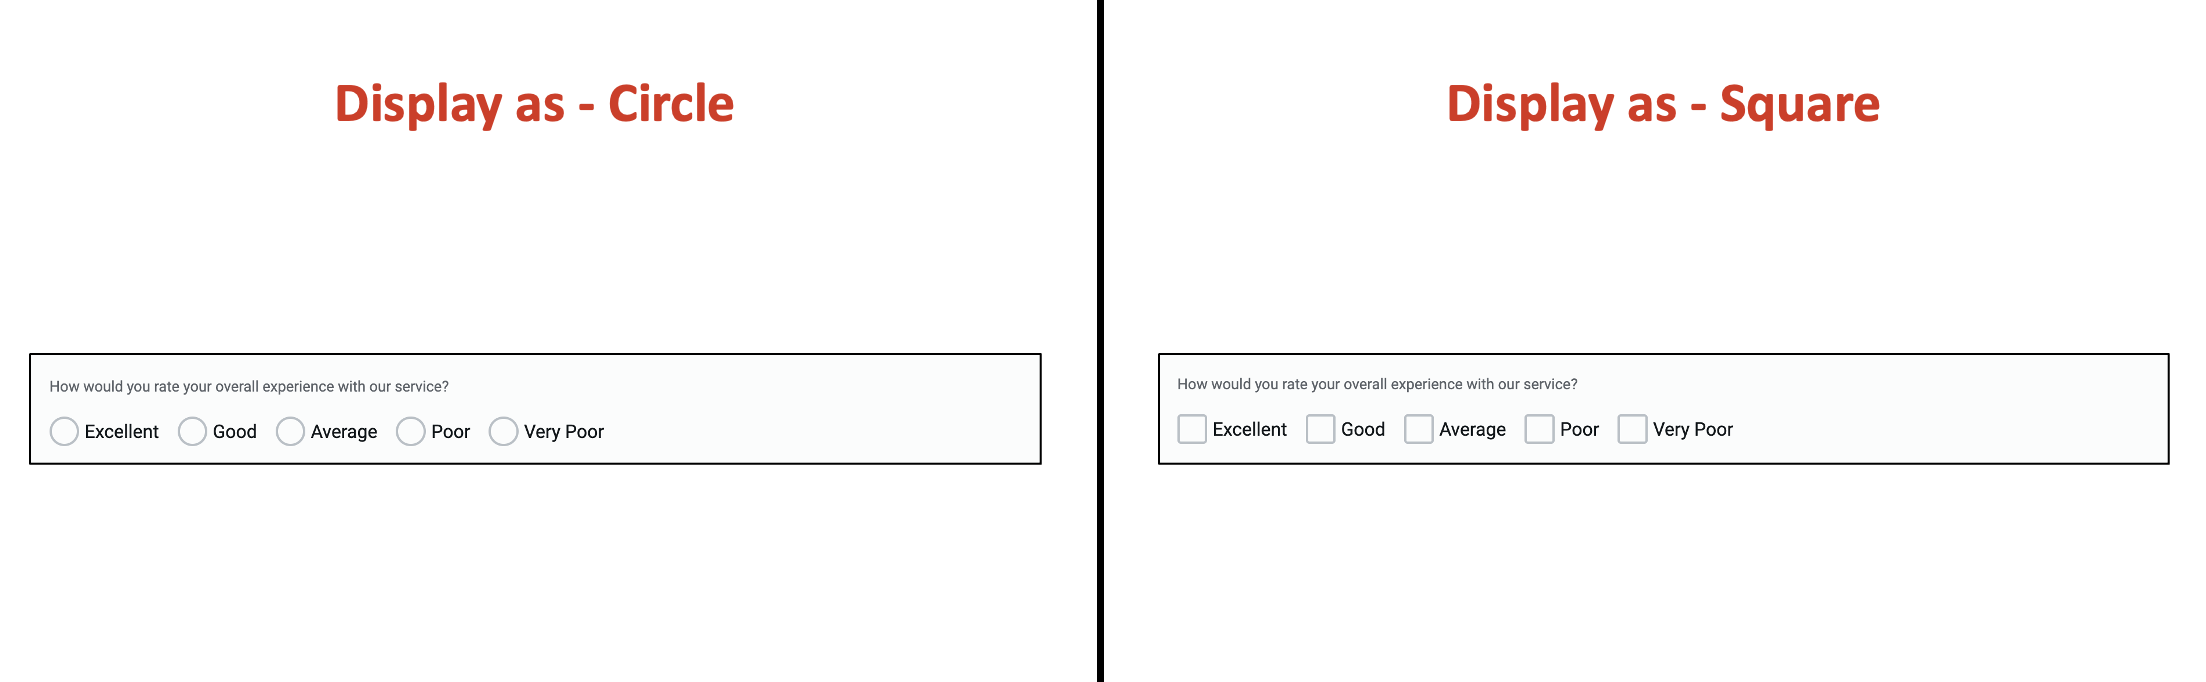 Display as - Circle
How would you rate your overall experience with our service?
Excellent Good Average Poor Very Poor
Display as - Square
How would you rate your overall experience with our service?
Excellent Good Average Poor Very Poor